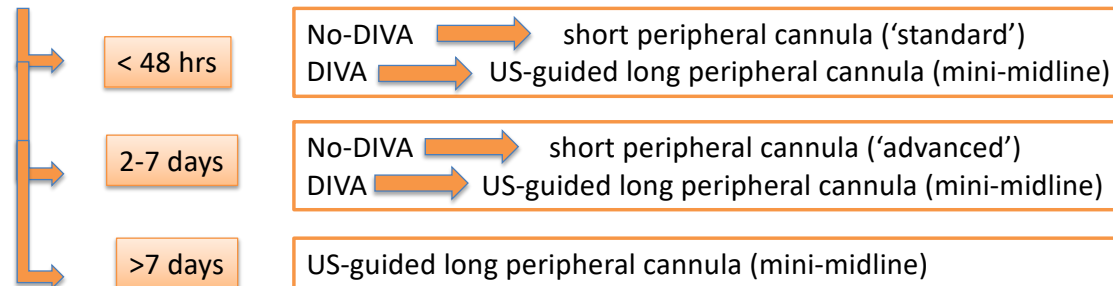 < 48 hrs
No-DIVA short peripheral cannula (‘standard’)
DIVA US-guided long peripheral cannula (mini-midline)
2-7 days
No-DIVA short peripheral cannula (‘advanced’)
DIVA US-guided long peripheral cannula (mini-midline)
>7 days
US-guided long peripheral cannula (mini-midline)